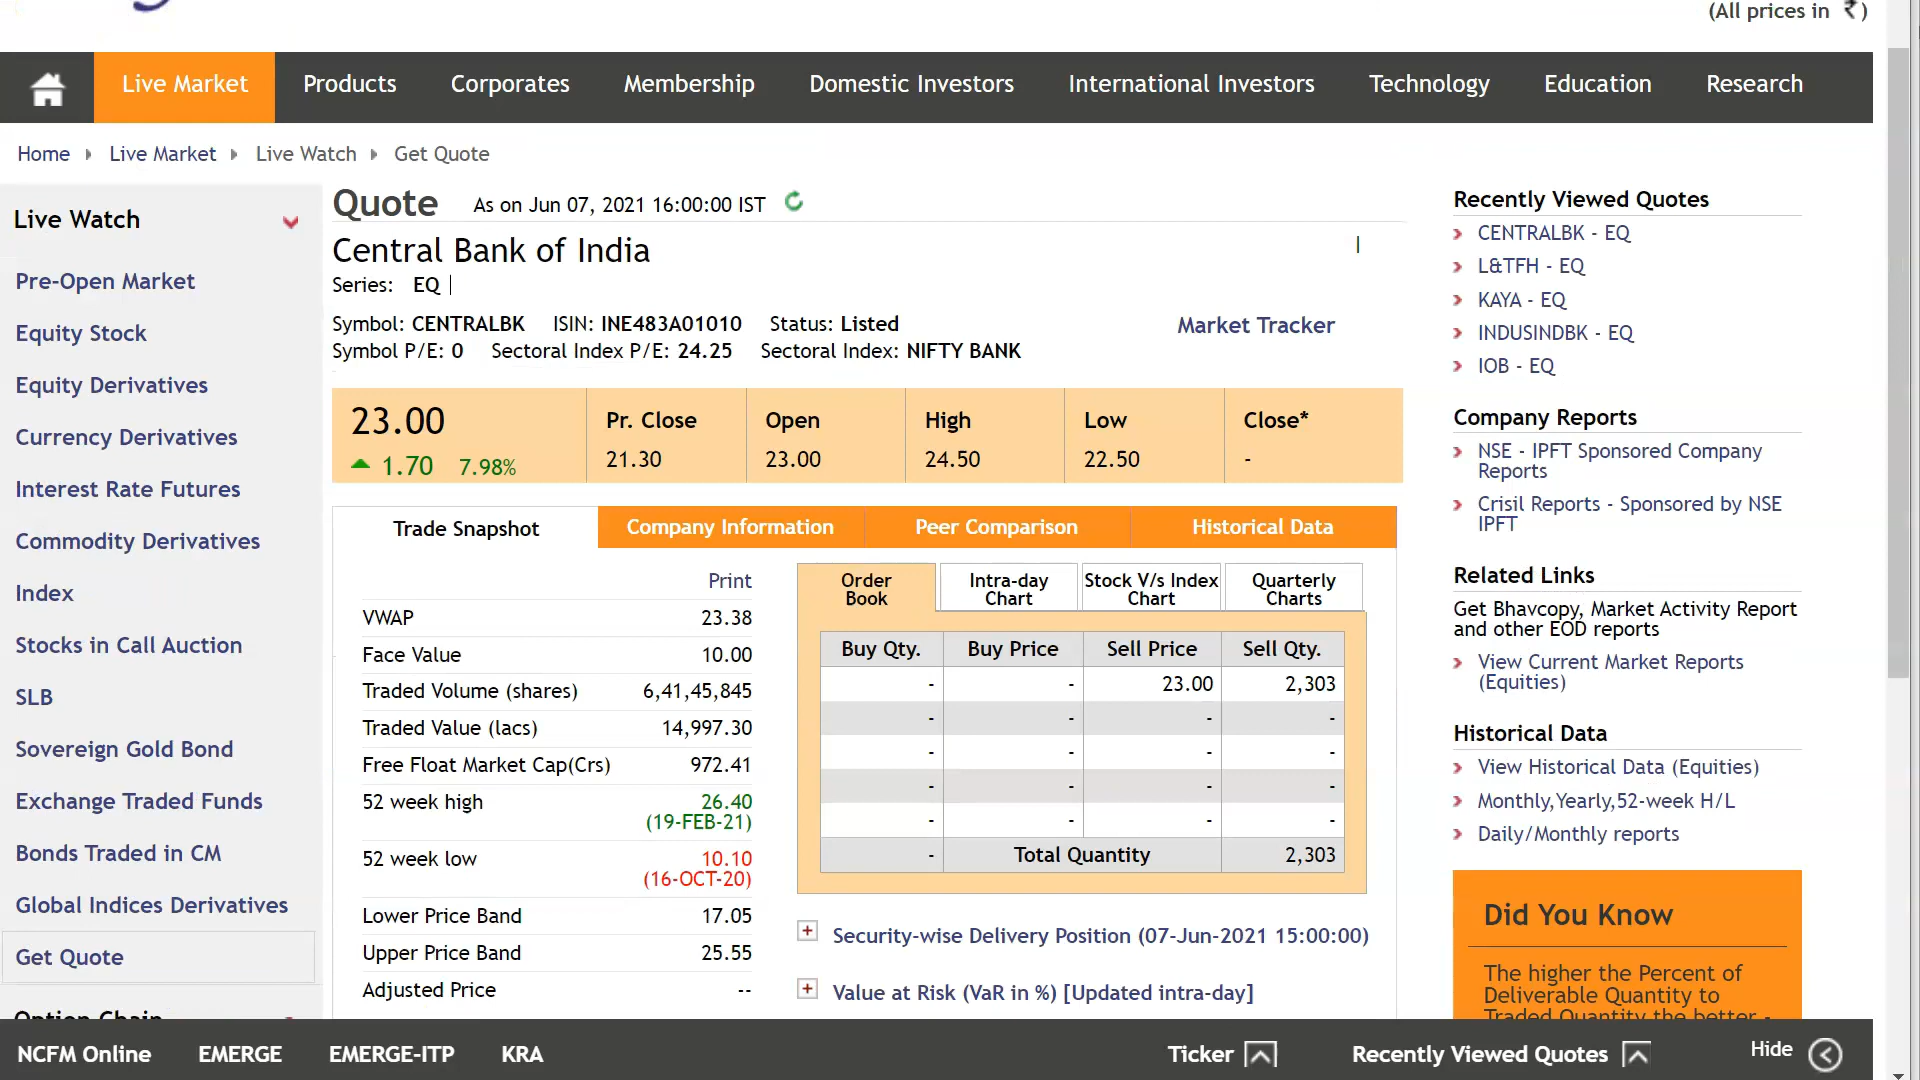 (All prices in ₹)
Live Market Products Corporates Membership Domestic Investors International Investors Technology Education Research
Home Live Market Live Watch Get Quote
Live Watch
Pre-Open Market
Equity Stock
Equity Derivatives
Currency Derivatives
Interest Rate Futures
Commodity Derivatives
Index
Stocks in Call Auction
SLB
Sovereign Gold Bond
Exchange Traded Funds
Bonds Traded in CM
Global Indices Derivatives
Get Quote
Option Chain
Quote As on Jun 07, 2021 16:00:00 IST
Central Bank of India |
Series: EQ |
Symbol: CENTRALBK ISIN: INE483A01010 Status: Listed
Market Tracker
Symbol P/E: 0 Sectoral Index P/E: 24.25 Sectoral Index: NIFTY BANK
23.00 Pr. Close Open High Low Close*
1.70 7.98% 21.30 23.00 24.50 22.50 -
Trade Snapshot Company Information Peer Comparison Historical Data
Print
VWAP 23.38
Face Value 10.00
Traded Volume (shares) 6,41,45,845
Traded Value (lacs) 14,997.30
Free Float Market Cap(Crs) 972.41
52 week high 26.40
(19-FEB-21)
52 week low 10.10
(16-OCT-20)
Lower Price Band 17.05
Upper Price Band 25.55
Adjusted Price --
Order Book
Intra-day Chart
Stock V/s Index Chart
Quarterly Charts
Buy Qty. Buy Price Sell Price Sell Qty.
- - 23.00 2,303
- - - -
- - - -
- - - -
- - - -
- Total Quantity 2,303
Security-wise Delivery Position (07-Jun-2021 15:00:00)
Value at Risk (VaR in %) [Updated intra-day]
Recently Viewed Quotes
CENTRALBK - EQ
L&TFH - EQ
KAYA - EQ
INDUSINDBK - EQ
IOB - EQ
Company Reports
NSE - IPFT Sponsored Company
Reports
Crisil Reports - Sponsored by NSE
IPFT
Related Links
Get Bhavcopy, Market Activity Report
and other EOD reports
View Current Market Reports
(Equities)
Historical Data
View Historical Data (Equities)
Monthly,Yearly,52-week H/L
Daily/Monthly reports
Did You Know
The higher the Percent of
Deliverable Quantity to
Traded Quantity the better -
NCFM Online EMERGE EMERGE-ITP KRA Ticker Recently Viewed Quotes Hide